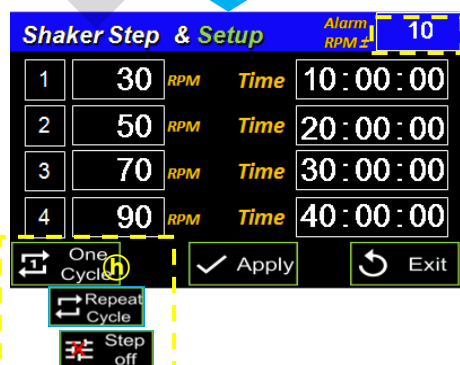 Shaker Step & Setup Alarm RPM± 10
1 30 RPM Time 10:00:00
2 50 RPM Time 20:00:00
3 70 RPM Time 30:00:00
4 90 RPM Time 40:00:00
1 One Cycle h Apply Exit
Repeat Cycle
Step off